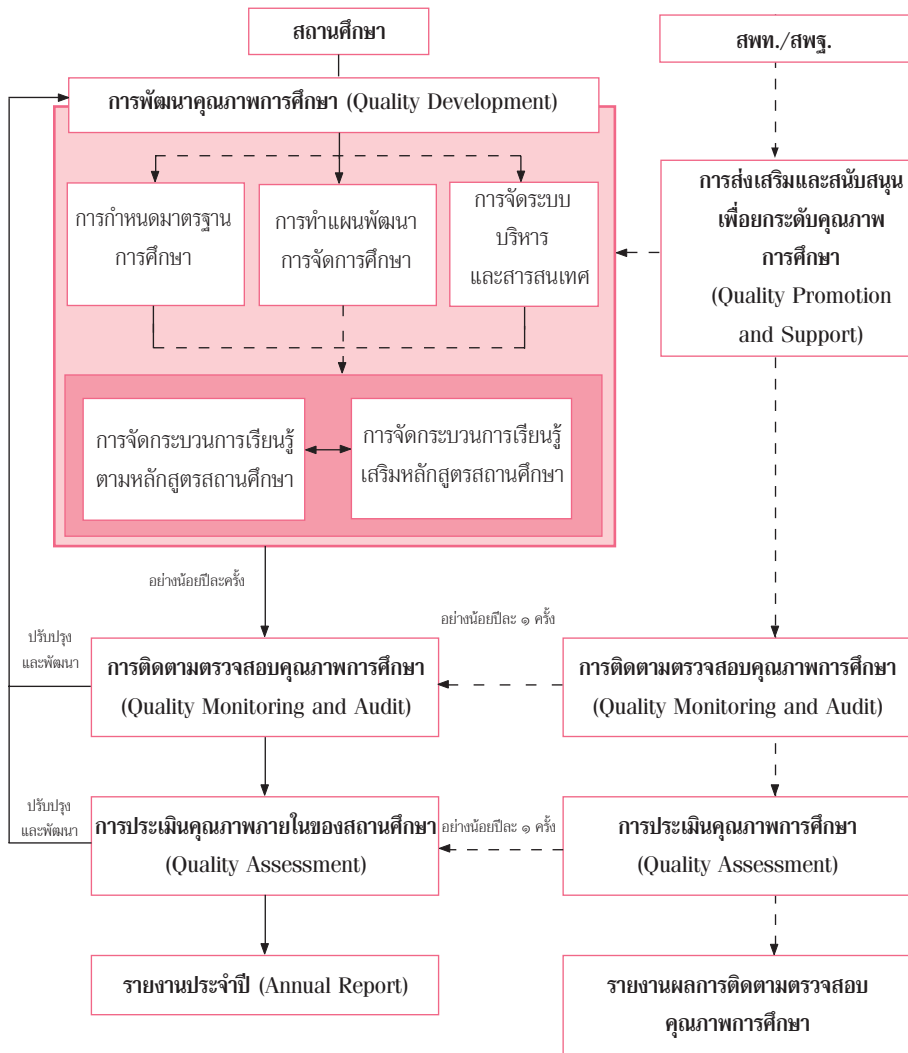 สถานศึกษา
สพท./สพฐ.
การพัฒนาคุณภาพการศึกษา (Quality Development)
การกำหนดมาตรฐาน
การศึกษา
การทำแผนพัฒนา
การจัดการศึกษา
การจัดระบบ
บริหาร
และสารสนเทศ
การส่งเสริมและสนับสนุน
เพื่อยกระดับคุณภาพ
การศึกษา
(Quality Promotion
and Support)
การจัดกระบวนการเรียนรู้
ตามหลักสูตรสถานศึกษา
การจัดกระบวนการเรียนรู้
เสริมหลักสูตรสถานศึกษา
อย่างน้อยปีละครั้ง
ปรับปรุง
และพัฒนา
การติดตามตรวจสอบคุณภาพการศึกษา
(Quality Monitoring and Audit)
อย่างน้อยปีละ ๑ ครั้ง
การติดตามตรวจสอบคุณภาพการศึกษา
(Quality Monitoring and Audit)
ปรับปรุง
และพัฒนา
การประเมินคุณภาพภายในของสถานศึกษา
(Quality Assessment)
อย่างน้อยปีละ ๑ ครั้ง
การประเมินคุณภาพการศึกษา
(Quality Assessment)
รายงานประจำปี (Annual Report)
รายงานผลการติดตามตรวจสอบ
คุณภาพการศึกษา